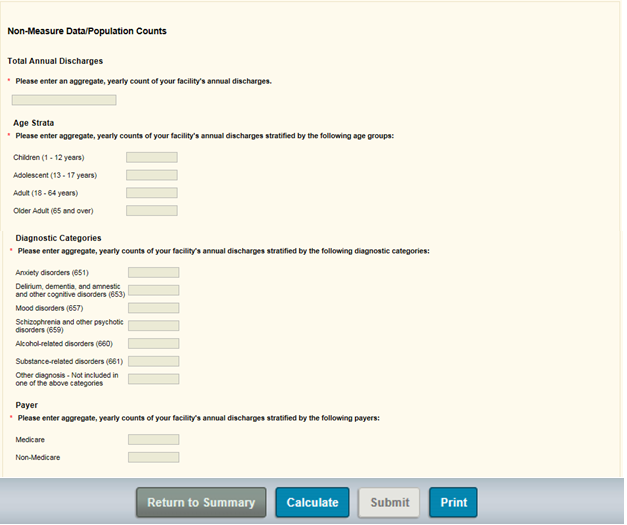 Non-Measure Data/Population Counts
Total Annual Discharges
* Please enter an aggregate, yearly count of your facility's annual discharges.
Age Strata
* Please enter aggregate, yearly counts of your facility's annual discharges stratified by the following age groups:
Children (1 - 12 years)
Adolescent (13 - 17 years)
Adult (18 - 64 years)
Older Adult (65 and over)
Diagnostic Categories
* Please enter aggregate, yearly counts of your facility's annual discharges stratified by the following diagnostic categories:
Anxiety disorders (651)
Delirium, dementia, and amnestic
and other cognitive disorders (653)
Mood disorders (657)
Schizophrenia and other psychotic
disorders (659)
Alcohol-related disorders (660)
Substance-related disorders (661)
Other diagnosis - Not included in
one of the above categories
Payer
* Please enter aggregate, yearly counts of your facility's annual discharges stratified by the following payers:
Medicare
Non-Medicare
Return to Summary Calculate Submit Print